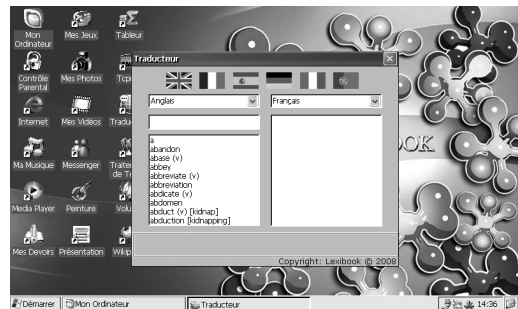 Mon
Ordinateur
Mes Jeux
Tableur
Contrôle
Parental
Mes Photos
Internet
Mes Vidéos
Ma Musique
Messenger
Media Player
Peinture
Mes Devoirs
Présentation
Traducteur
Anglais
Français
a
abandon
abase (v)
abbey
abbreviate (v)
abbreviation
abdicate (v)
abdomen
abduct (v) [kidnap]
abduction [kidnapping]
Copyright: Lexibook © 2008
OOK
Démarrer
Mon Ordinateur
Traducteur
14:36